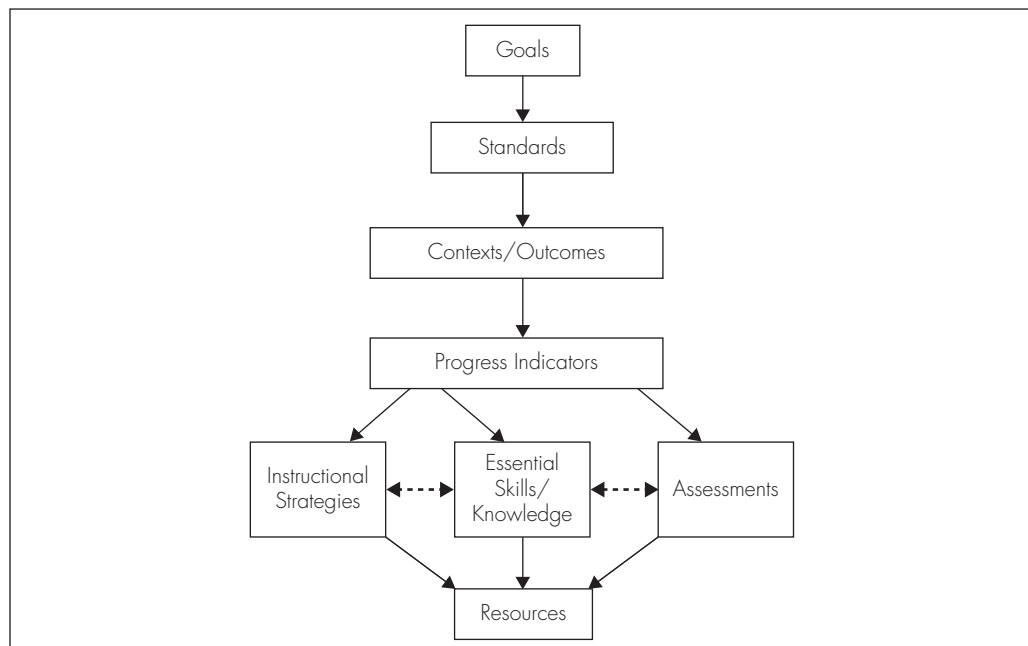 Goals
Standards
Contexts/Outcomes
Progress Indicators
Instructional
Strategies
Essential
Skills/
Knowledge
Assessments
Resources